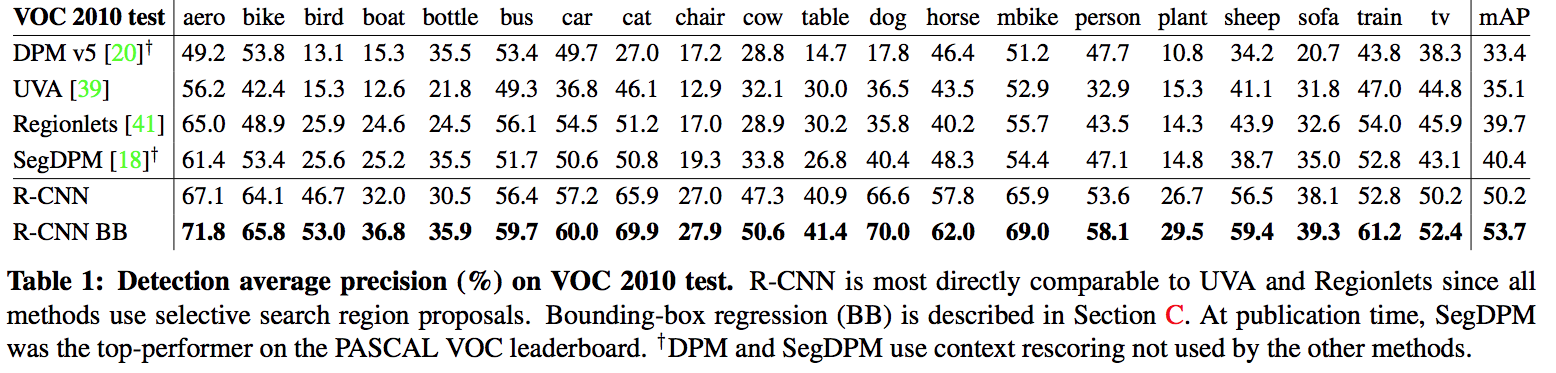 VOC 2010 test aero bike bird boat bottle bus car cat chair cow table dog horse mbike person plant sheep sofa train tv mAP
DPM v5 [20]† 49.2 53.8 13.1 15.3 35.5 53.4 49.7 27.0 17.2 28.8 14.7 17.8 46.4 51.2 47.7 10.8 34.2 20.7 43.8 38.3 33.4
UVA [39] 56.2 42.4 15.3 12.6 21.8 49.3 36.8 46.1 12.9 32.1 30.0 36.5 43.5 52.9 32.9 15.3 41.1 31.8 47.0 44.8 35.1
Regionlets [41] 65.0 48.9 25.9 24.6 24.5 56.1 54.5 51.2 17.0 28.9 30.2 35.8 40.2 55.7 43.5 14.3 43.9 32.6 54.0 45.9 39.7
SegDPM [18]† 61.4 53.4 25.6 25.2 35.5 51.7 50.6 50.8 19.3 33.8 26.8 40.4 48.3 54.4 47.1 14.8 38.7 35.0 52.8 43.1 40.4
R-CNN 67.1 64.1 46.7 32.0 30.5 56.4 57.2 65.9 27.0 47.3 40.9 66.6 57.8 65.9 53.6 26.7 56.5 38.1 52.8 50.2 50.2
R-CNN BB 71.8 65.8 53.0 36.8 35.9 59.7 60.0 69.9 27.9 50.6 41.4 70.0 62.0 69.0 58.1 29.5 59.4 39.3 61.2 52.4 53.7
Table 1: Detection average precision (%) on VOC 2010 test. R-CNN is most directly comparable to UVA and Regionlets since all
methods use selective search region proposals. Bounding-box regression (BB) is described in Section C. At publication time, SegDPM
was the top-performer on the PASCAL VOC leaderboard. †DPM and SegDPM use context rescoring not used by the other methods.